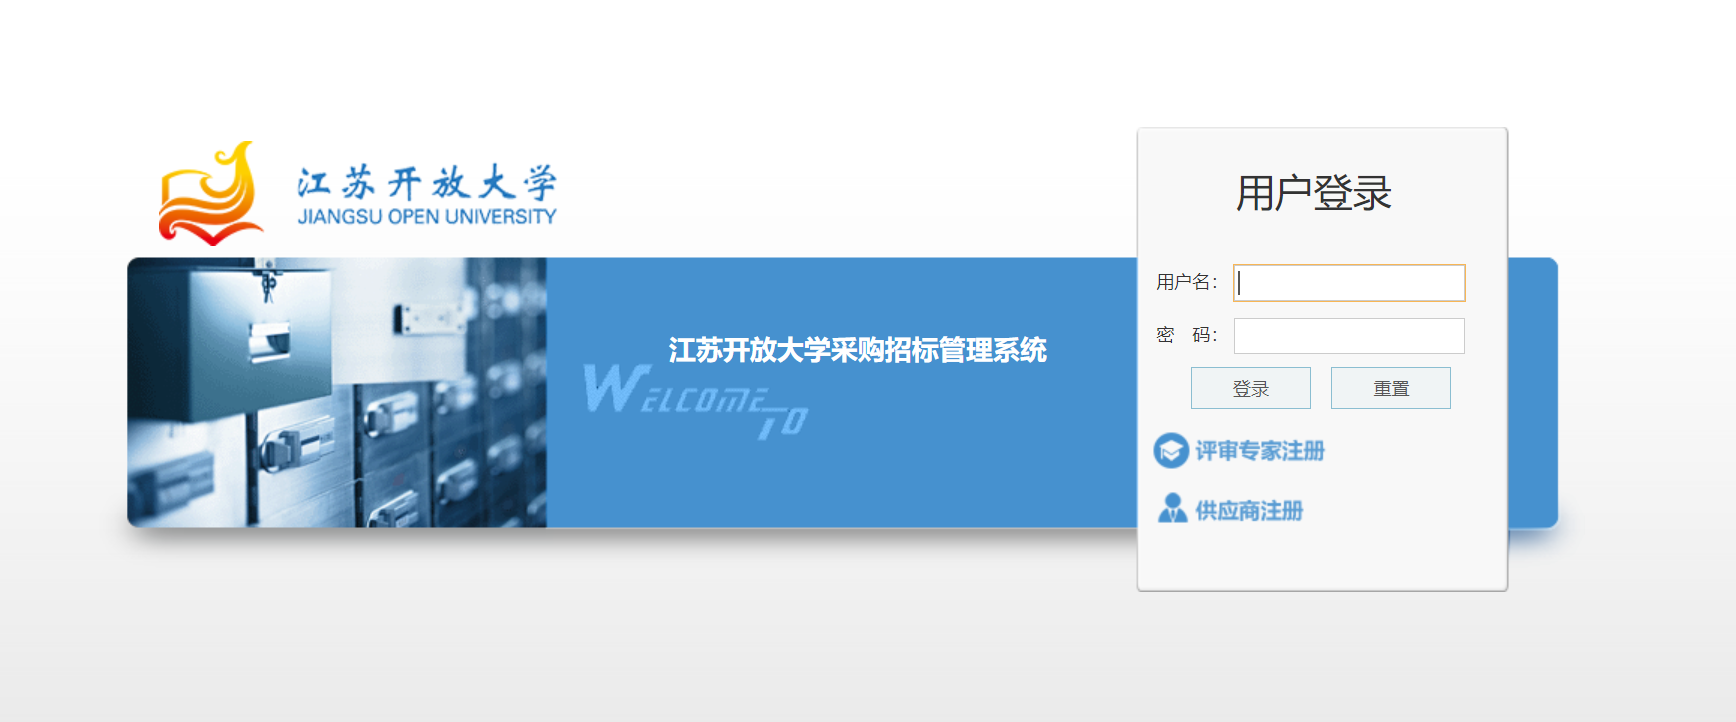 江苏开放大学
JIANGSU OPEN UNIVERSITY
江苏开放大学采购招标管理系统
WELCOME TO
用户登录
用户名：
密 码：
登录 重置
评审专家注册
供应商注册